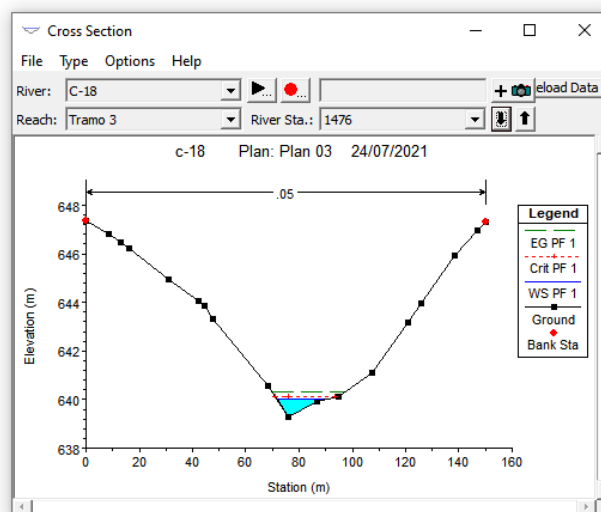 Cross Section
File Type Options Help
River: C-18 ... ... eload Data
Reach: Tramo 3 River Sta.: 1476
c-18 Plan: Plan 03 24/07/2021
.05
648
646
644
642
640
638
0 20 40 60 80 100 120 140 160
Station (m)
Elevation (m)
Legend
EG PF 1
Crit PF 1
WS PF 1
Ground
Bank Sta